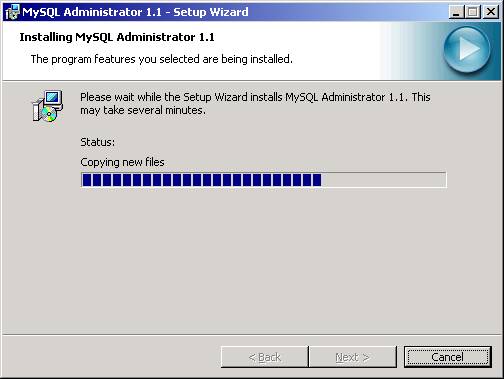 MySQL Administrator 1.1 - Setup Wizard
Installing MySQL Administrator 1.1
The program features you selected are being installed.
Please wait while the Setup Wizard installs MySQL Administrator 1.1. This
may take several minutes.
Status:
Copying new files
< Back Next > Cancel